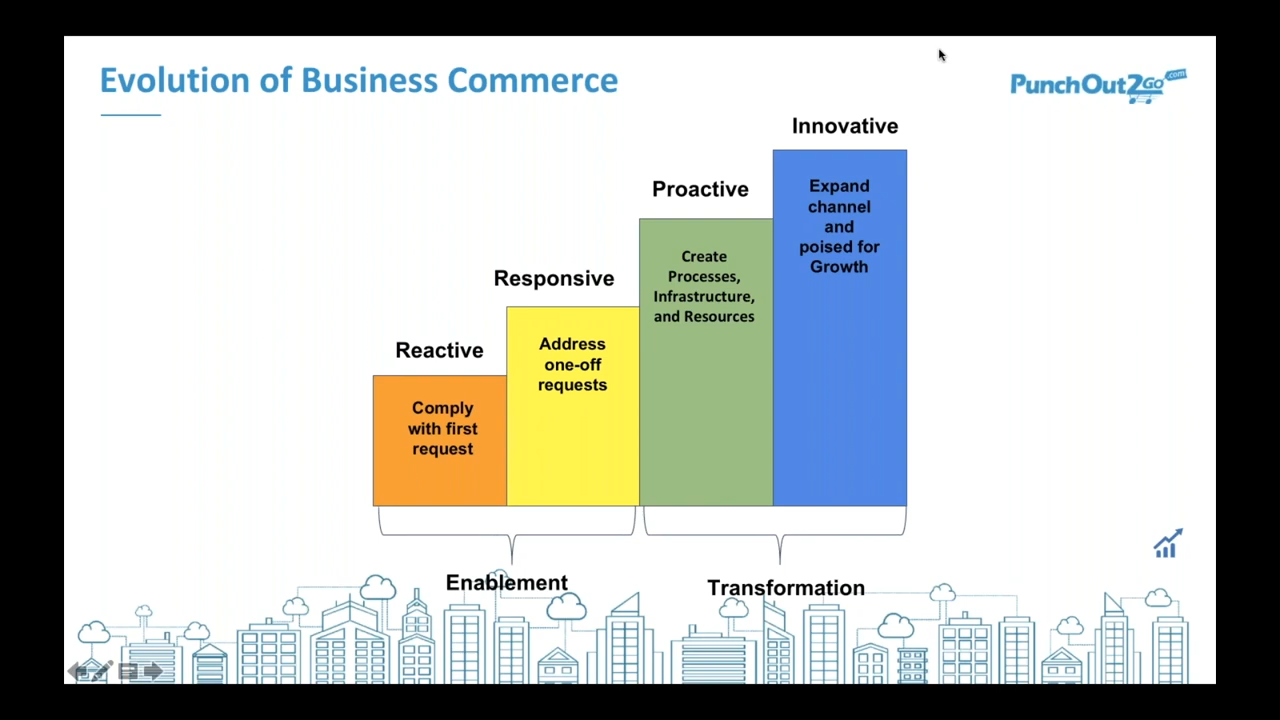 Evolution of Business Commerce
PunchOut2Go.com
Innovative
Expand
channel
and
poised for
Growth
Proactive
Create
Processes,
Infrastructure,
and Resources
Responsive
Address
one-off
requests
Reactive
Comply
with first
request
Enablement
Transformation